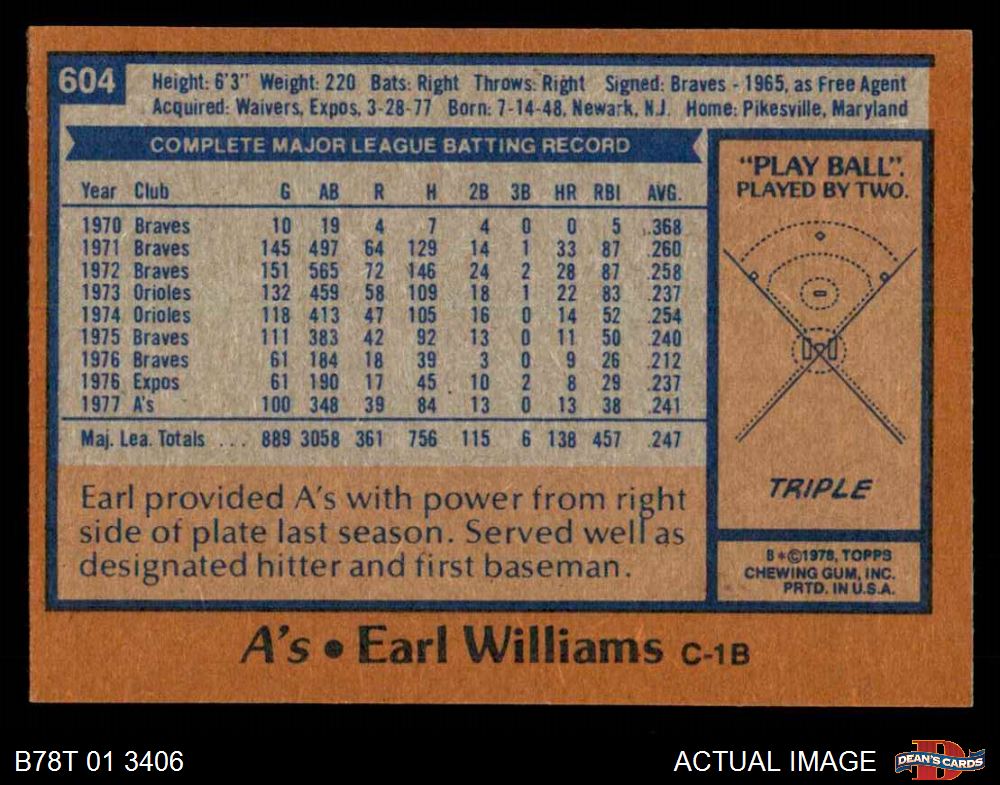 604
Height: 6'3" Weight: 220 Bats: Right Throws: Right Signed: Braves - 1965, as Free Agent
Acquired: Waivers, Expos, 3-28-77 Born: 7-14-48, Newark, N.J. Home: Pikesville, Maryland
COMPLETE MAJOR LEAGUE BATTING RECORD
Year Club G AB R H 2B 3B HR RBI AVG.
1970 Braves 10 19 4 7 4 0 0 5 .368
1971 Braves 145 497 64 129 14 1 33 87 .260
1972 Braves 151 565 72 146 24 2 28 87 .258
1973 Orioles 132 459 58 109 18 1 22 83 .237
1974 Orioles 118 413 47 105 16 0 14 52 .254
1975 Braves 111 383 42 92 13 0 11 50 .240
1976 Braves 61 184 18 39 3 0 9 26 .212
1976 Expos 61 190 17 45 10 2 8 29 .237
1977 A's 100 348 39 84 13 0 13 38 .241
Maj. Lea. Totals ... 889 3058 361 756 115 6 138 457 .247
Earl provided A's with power from right
side of plate last season. Served well as
designated hitter and first baseman.
"PLAY BALL".
PLAYED BY TWO.
TRIPLE
B*©1978, TOPPS
CHEWING GUM, INC.
PRTD. IN U.S.A.
A's • Earl Williams C-1B
B78T 01 3406
ACTUAL IMAGE
D
DEAN'S CARDS